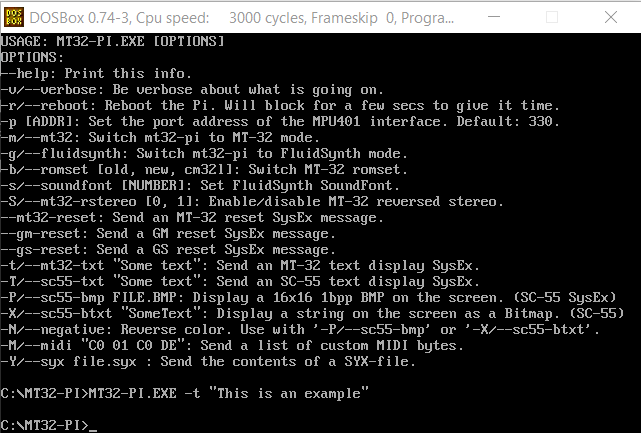 DOS BOX
DOSBox 0.74-3, Cpu speed: 3000 cycles, Frameskip 0, Progra...
USAGE: MT32-PI.EXE [OPTIONS]
OPTIONS:
--help: Print this info.
-v/--verbose: Be verbose about what is going on.
-r/--reboot: Reboot the Pi. Will block for a few secs to give it time.
-p [ADDR]: Set the port address of the MPU401 interface. Default: 330.
-m/--mt32: Switch mt32-pi to MT-32 mode.
-g/--fluidsynth: Switch mt32-pi to FluidSynth mode.
-b/--romset [old, new, cm32l]: Switch MT-32 romset.
-s/--soundfont [NUMBER]: Set FluidSynth SoundFont.
-S/--mt32-rstereo [0, 1]: Enable/disable MT-32 reversed stereo.
--mt32-reset: Send an MT-32 reset SysEx message.
--gm-reset: Send a GM reset SysEx message.
--gs-reset: Send a GS reset SysEx message.
-t/--mt32-txt "Some text": Send an MT-32 text display SysEx.
-T/--sc55-txt "Some text": Send an SC-55 text display SysEx.
-P/--sc55-bmp FILE.BMP: Display a 16x16 1bpp BMP on the screen. (SC-55 SysEx)
-X/--sc55-btxt "SomeText": Display a string on the screen as a Bitmap. (SC-55)
-N/--negative: Reverse color. Use with '-P/--sc55-bmp' or '-X/--sc55-btxt'.
-M/--midi "C0 01 C0 DE": Send a list of custom MIDI bytes.
-Y/--syx file.syx : Send the contents of a SYX-file.
C:\MT32-PI>MT32-PI.EXE -t "This is an example"
C:\MT32-PI>_